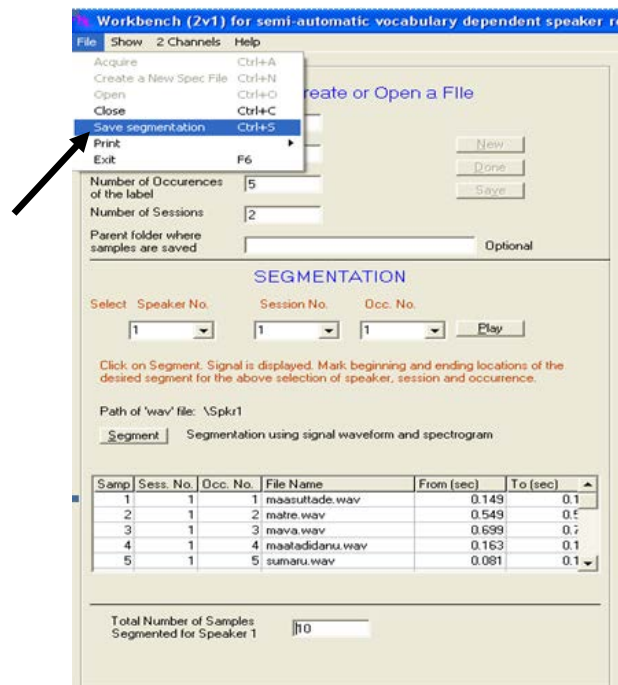 Workbench (2v1) for semi-automatic vocabulary dependent speaker
File Show 2 Channels Help
Acquire Ctrl+A
Create a New Spec File Ctrl+N
Open Ctrl+O
Close Ctrl+C
Save segmentation Ctrl+S
Print
Exit F6
or Open a FIle
New
Done
Save
Number of Occurences
of the label
5
Number of Sessions 2
Parent folder where
samples are saved
Optional
SEGMENTATION
Select Speaker No. Session No. Occ. No.
1 1 1 Play
Click on Segment. Signal is displayed. Mark beginning and ending locations of the
desired segment for the above selection of speaker, session and occurrence.
Path of 'wav' file: \Spkr1
Segment Segmentation using signal waveform and spectrogram
Samp Sess. No. Occ. No. File Name From (sec) To (sec)
1 1 1 maasuttade.wav 0.149
2 1 2 matre.wav 0.549
3 1 3 mava.wav 0.699
4 1 4 maatadidanu.wav 0.163
5 1 5 sumaru.wav 0.081
Total Number of Samples
Segmented for Speaker 1
10